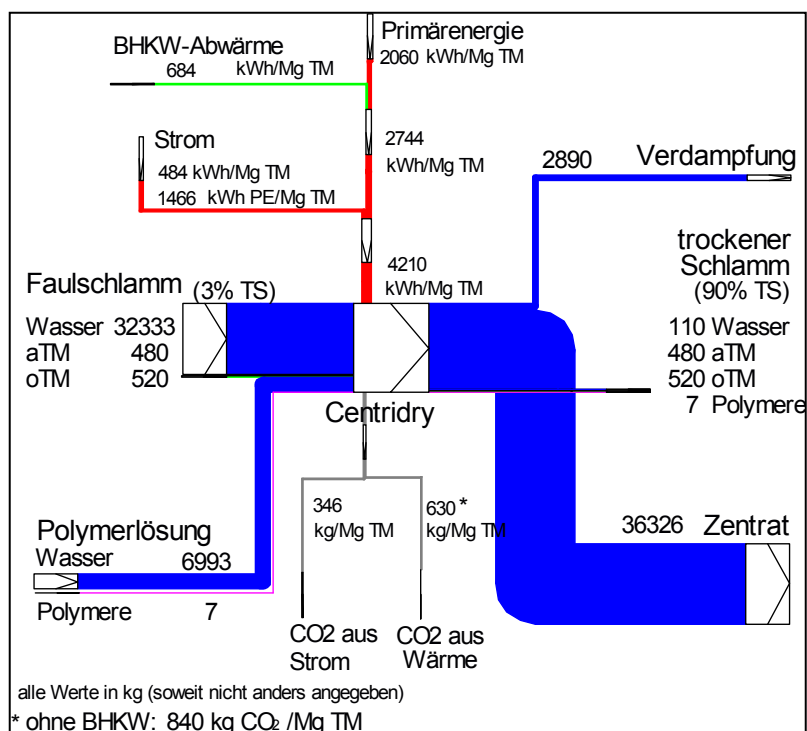 Primärenergie
2060 kWh/Mg TM
BHKW-Abwärme
684 kWh/Mg TM
2744
kWh/Mg TM
Strom
484 kWh/Mg TM
1466 kWh PE/Mg TM
2890 Verdampfung
4210
kWh/Mg TM
Faulschlamm (3% TS)
Wasser 32333
aTM 480
oTM 520
trockener
Schlamm
(90% TS)
110 Wasser
480 aTM
520 oTM
7 Polymere
Centridry
346
kg/Mg TM
630 *
kg/Mg TM
36326 Zentrat
Polymerlösung
Wasser 6993
Polymere 7
CO2 aus
Strom
CO2 aus
Wärme
alle Werte in kg (soweit nicht anders angegeben)
* ohne BHKW: 840 kg CO2 /Mg TM